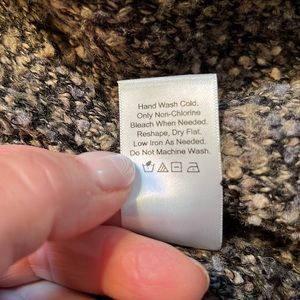 Hand Wash Cold.
Only Non-Chlorine
Bleach When Needed.
Reshape, Dry Flat.
Low Iron As Needed.
Do Not Machine Wash.